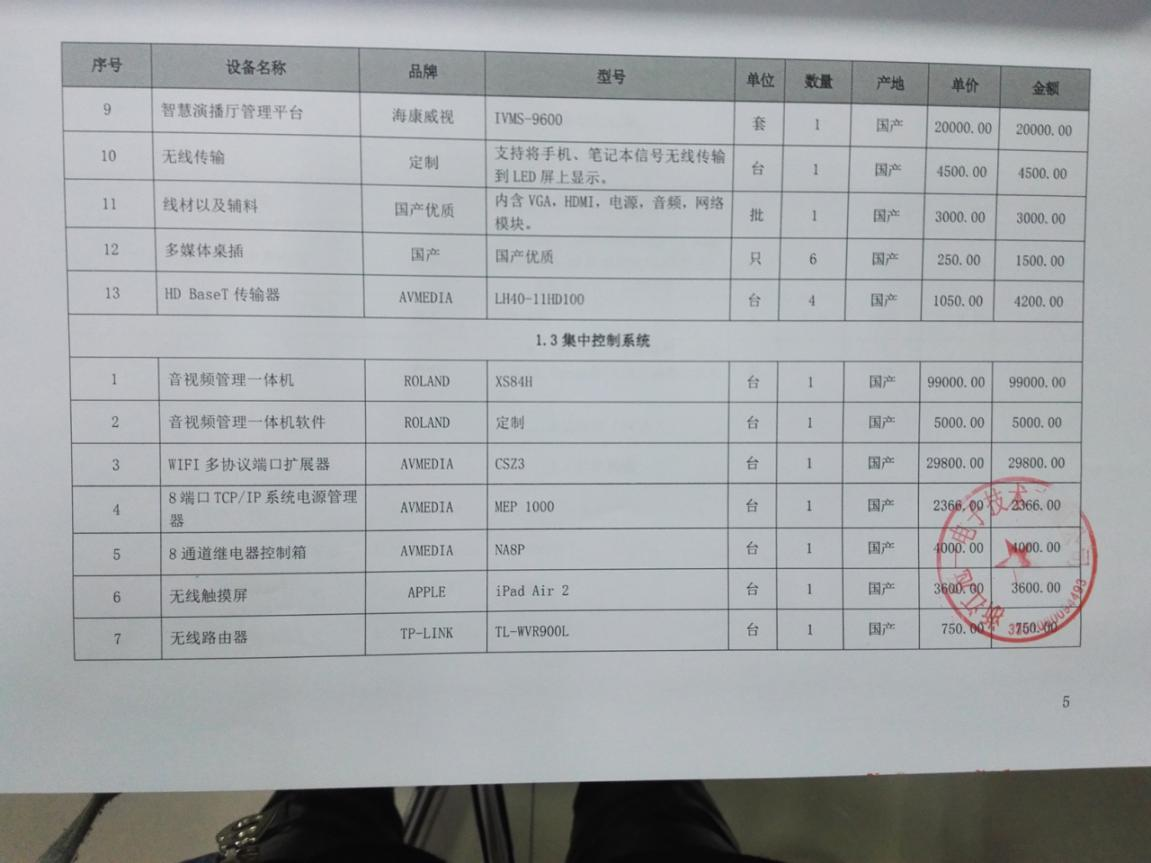 序号 设备名称 品牌 型号 单位 数量 产地 单价 金额
9 智慧演播厅管理平台 海康威视 IVMS-9600 套 1 国产 20000.00 20000.00
10 无线传输 定制 支持将手机、笔记本信号无线传输
到LED屏上显示。 台 1 国产 4500.00 4500.00
11 线材以及辅料 国产优质 内含VGA，HDMI，电源，音频，网络
模块。 批 1 国产 3000.00 3000.00
12 多媒体桌插 国产 国产优质 只 6 国产 250.00 1500.00
13 HD BaseT传输器 AVMEDIA LH40-11HD100 台 4 国产 1050.00 4200.00
1.3集中控制系统
1 音视频管理一体机 ROLAND XS84H 台 1 国产 99000.00 99000.00
2 音视频管理一体机软件 ROLAND 定制 台 1 国产 5000.00 5000.00
3 WIFI多协议端口扩展器 AVMEDIA CSZ3 台 1 国产 29800.00 29800.00
4 8端口TCP/IP系统电源管理
器 AVMEDIA MEP 1000 台 1 国产 2366.00 2366.00
5 8通道继电器控制箱 AVMEDIA NA8P 台 1 国产 4000.00 4000.00
6 无线触摸屏 APPLE iPad Air 2 台 1 国产 3600.00 3600.00
7 无线路由器 TP-LINK TL-WVR900L 台 1 国产 750.00 750.00
电子技术
5